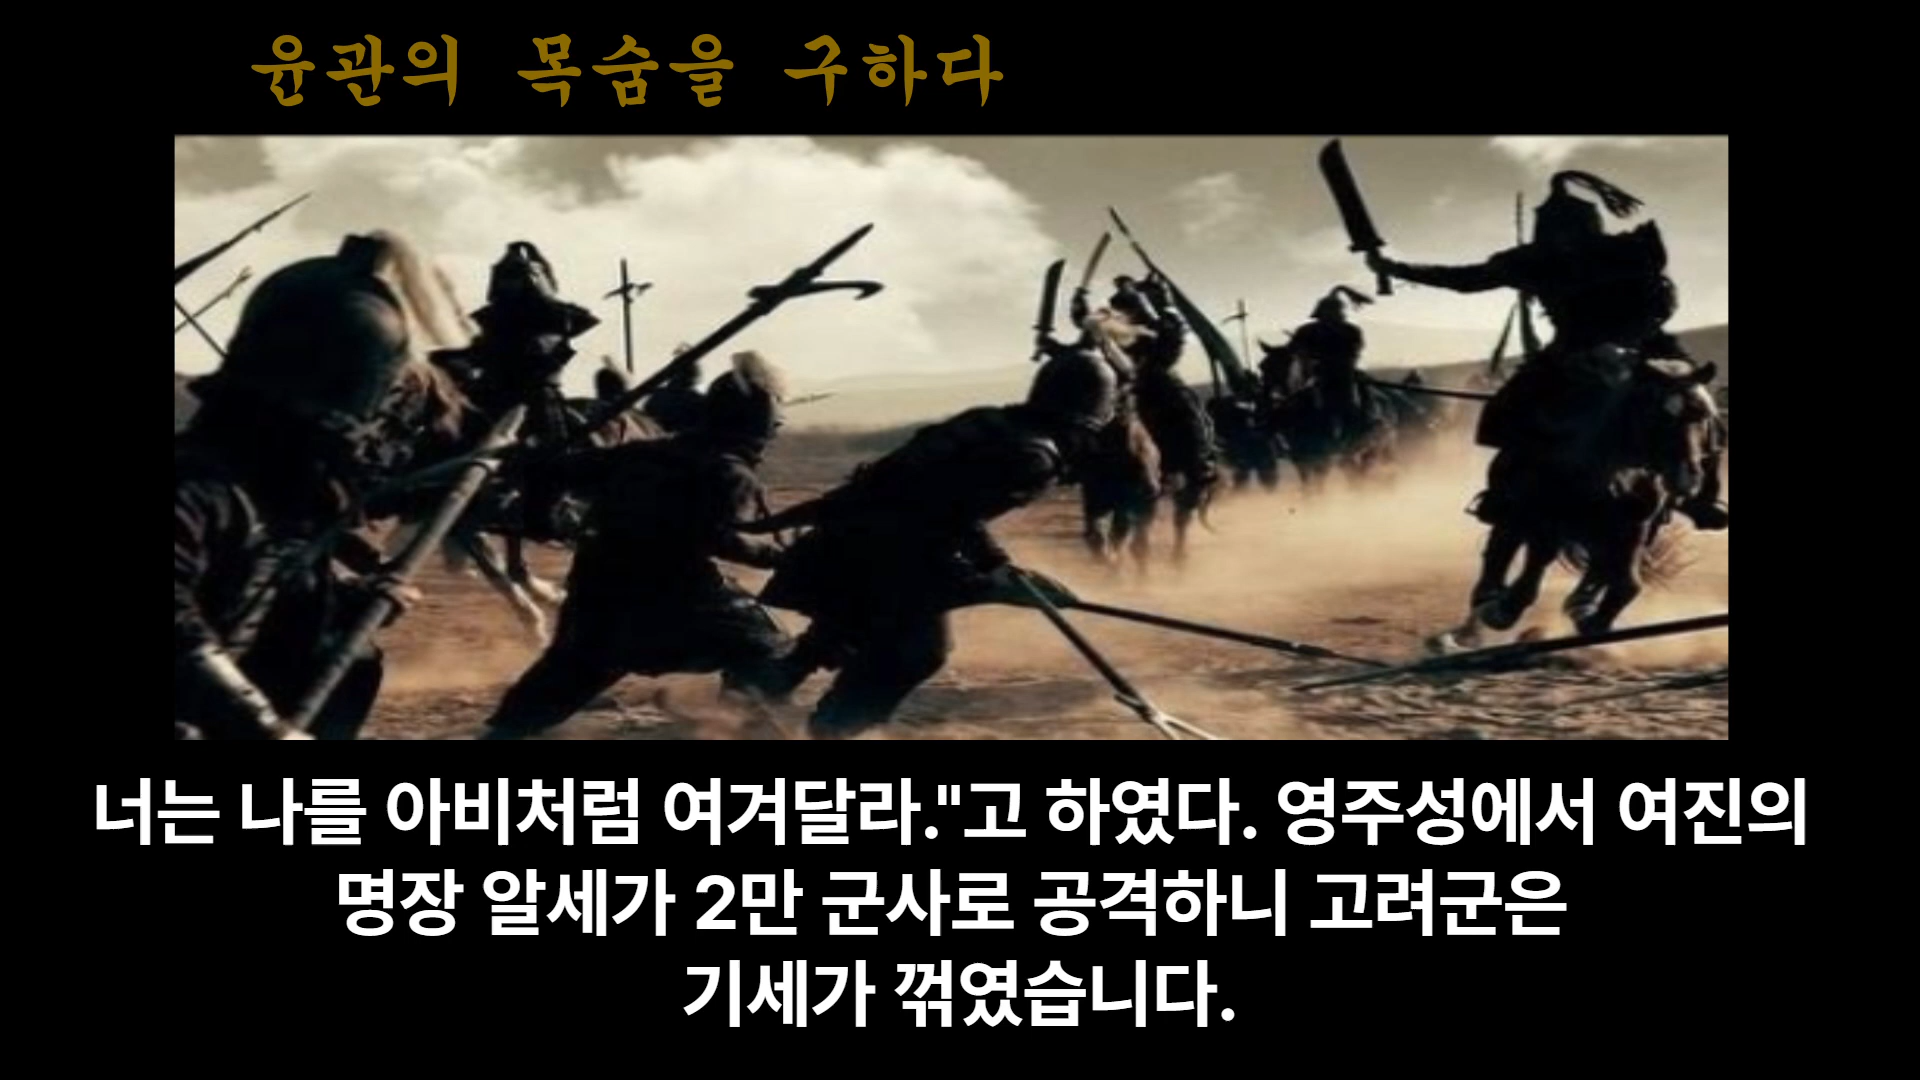 윤관의 목숨을 구하다
너는 나를 아비처럼 여겨달라."고 하였다. 영주성에서 여진의
명장 알세가 2만 군사로 공격하니 고려군은
기세가 꺾였습니다.